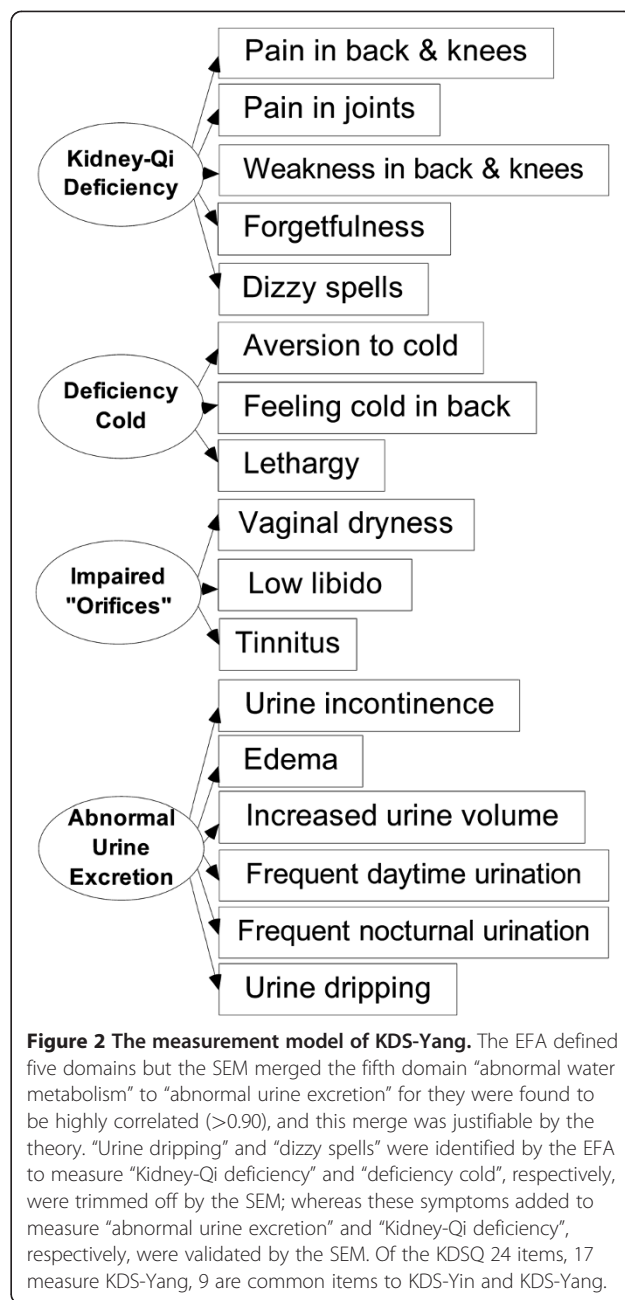 Pain in back & knees
Pain in joints
Kidney-Qi
Deficiency
Weakness in back & knees
Forgetfulness
Dizzy spells
Aversion to cold
Deficiency
Cold
Feeling cold in back
Lethargy
Vaginal dryness
Impaired
"Orifices"
Low libido
Tinnitus
Urine incontinence
Edema
Abnormal
Urine
Excretion
Increased urine volume
Frequent daytime urination
Frequent nocturnal urination
Urine dripping
Figure 2 The measurement model of KDS-Yang. The EFA defined
five domains but the SEM merged the fifth domain “abnormal water
metabolism” to “abnormal urine excretion” for they were found to
be highly correlated (>0.90), and this merge was justifiable by the
theory. “Urine dripping” and “dizzy spells” were identified by the EFA
to measure “Kidney-Qi deficiency” and “deficiency cold”, respectively,
were trimmed off by the SEM; whereas these symptoms added to
measure “abnormal urine excretion” and “Kidney-Qi deficiency”,
respectively, were validated by the SEM. Of the KDSQ 24 items, 17
measure KDS-Yang, 9 are common items to KDS-Yin and KDS-Yang.